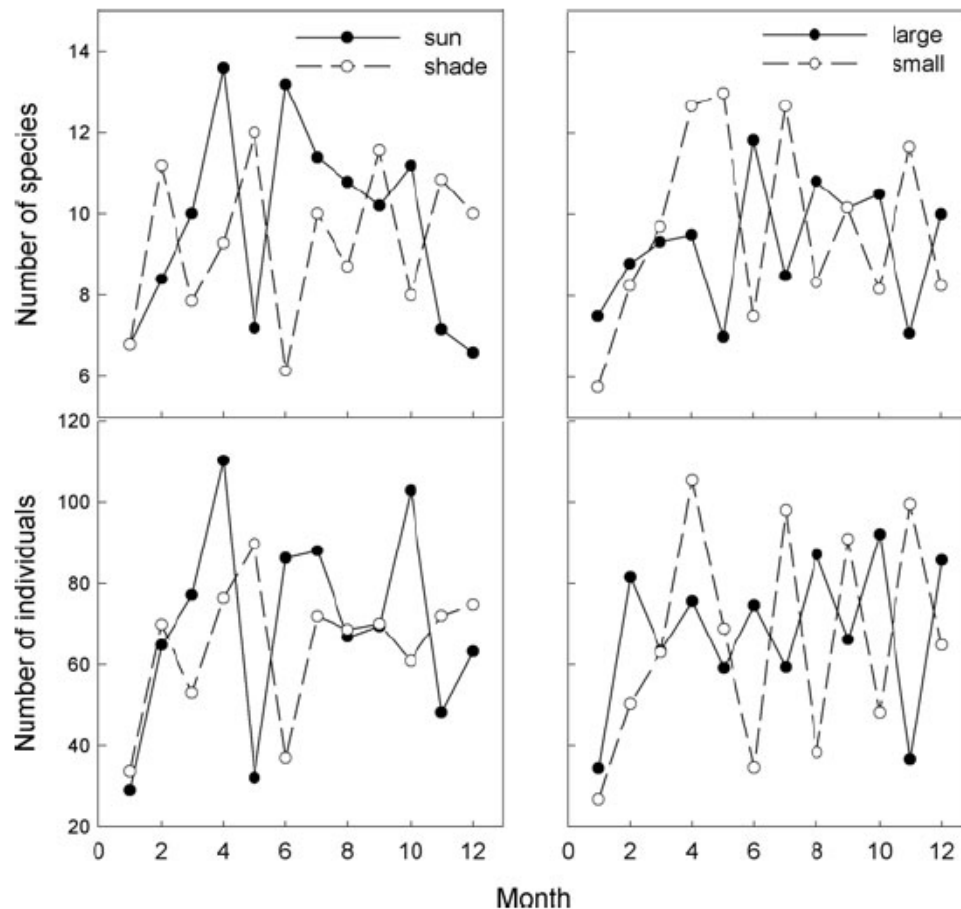 sun
shade
large
small
Number of species
14
12
10
8
6
Number of individuals
120
100
80
60
40
20
0 2 4 6 8 10 12
0 2 4 6 8 10 12
Month